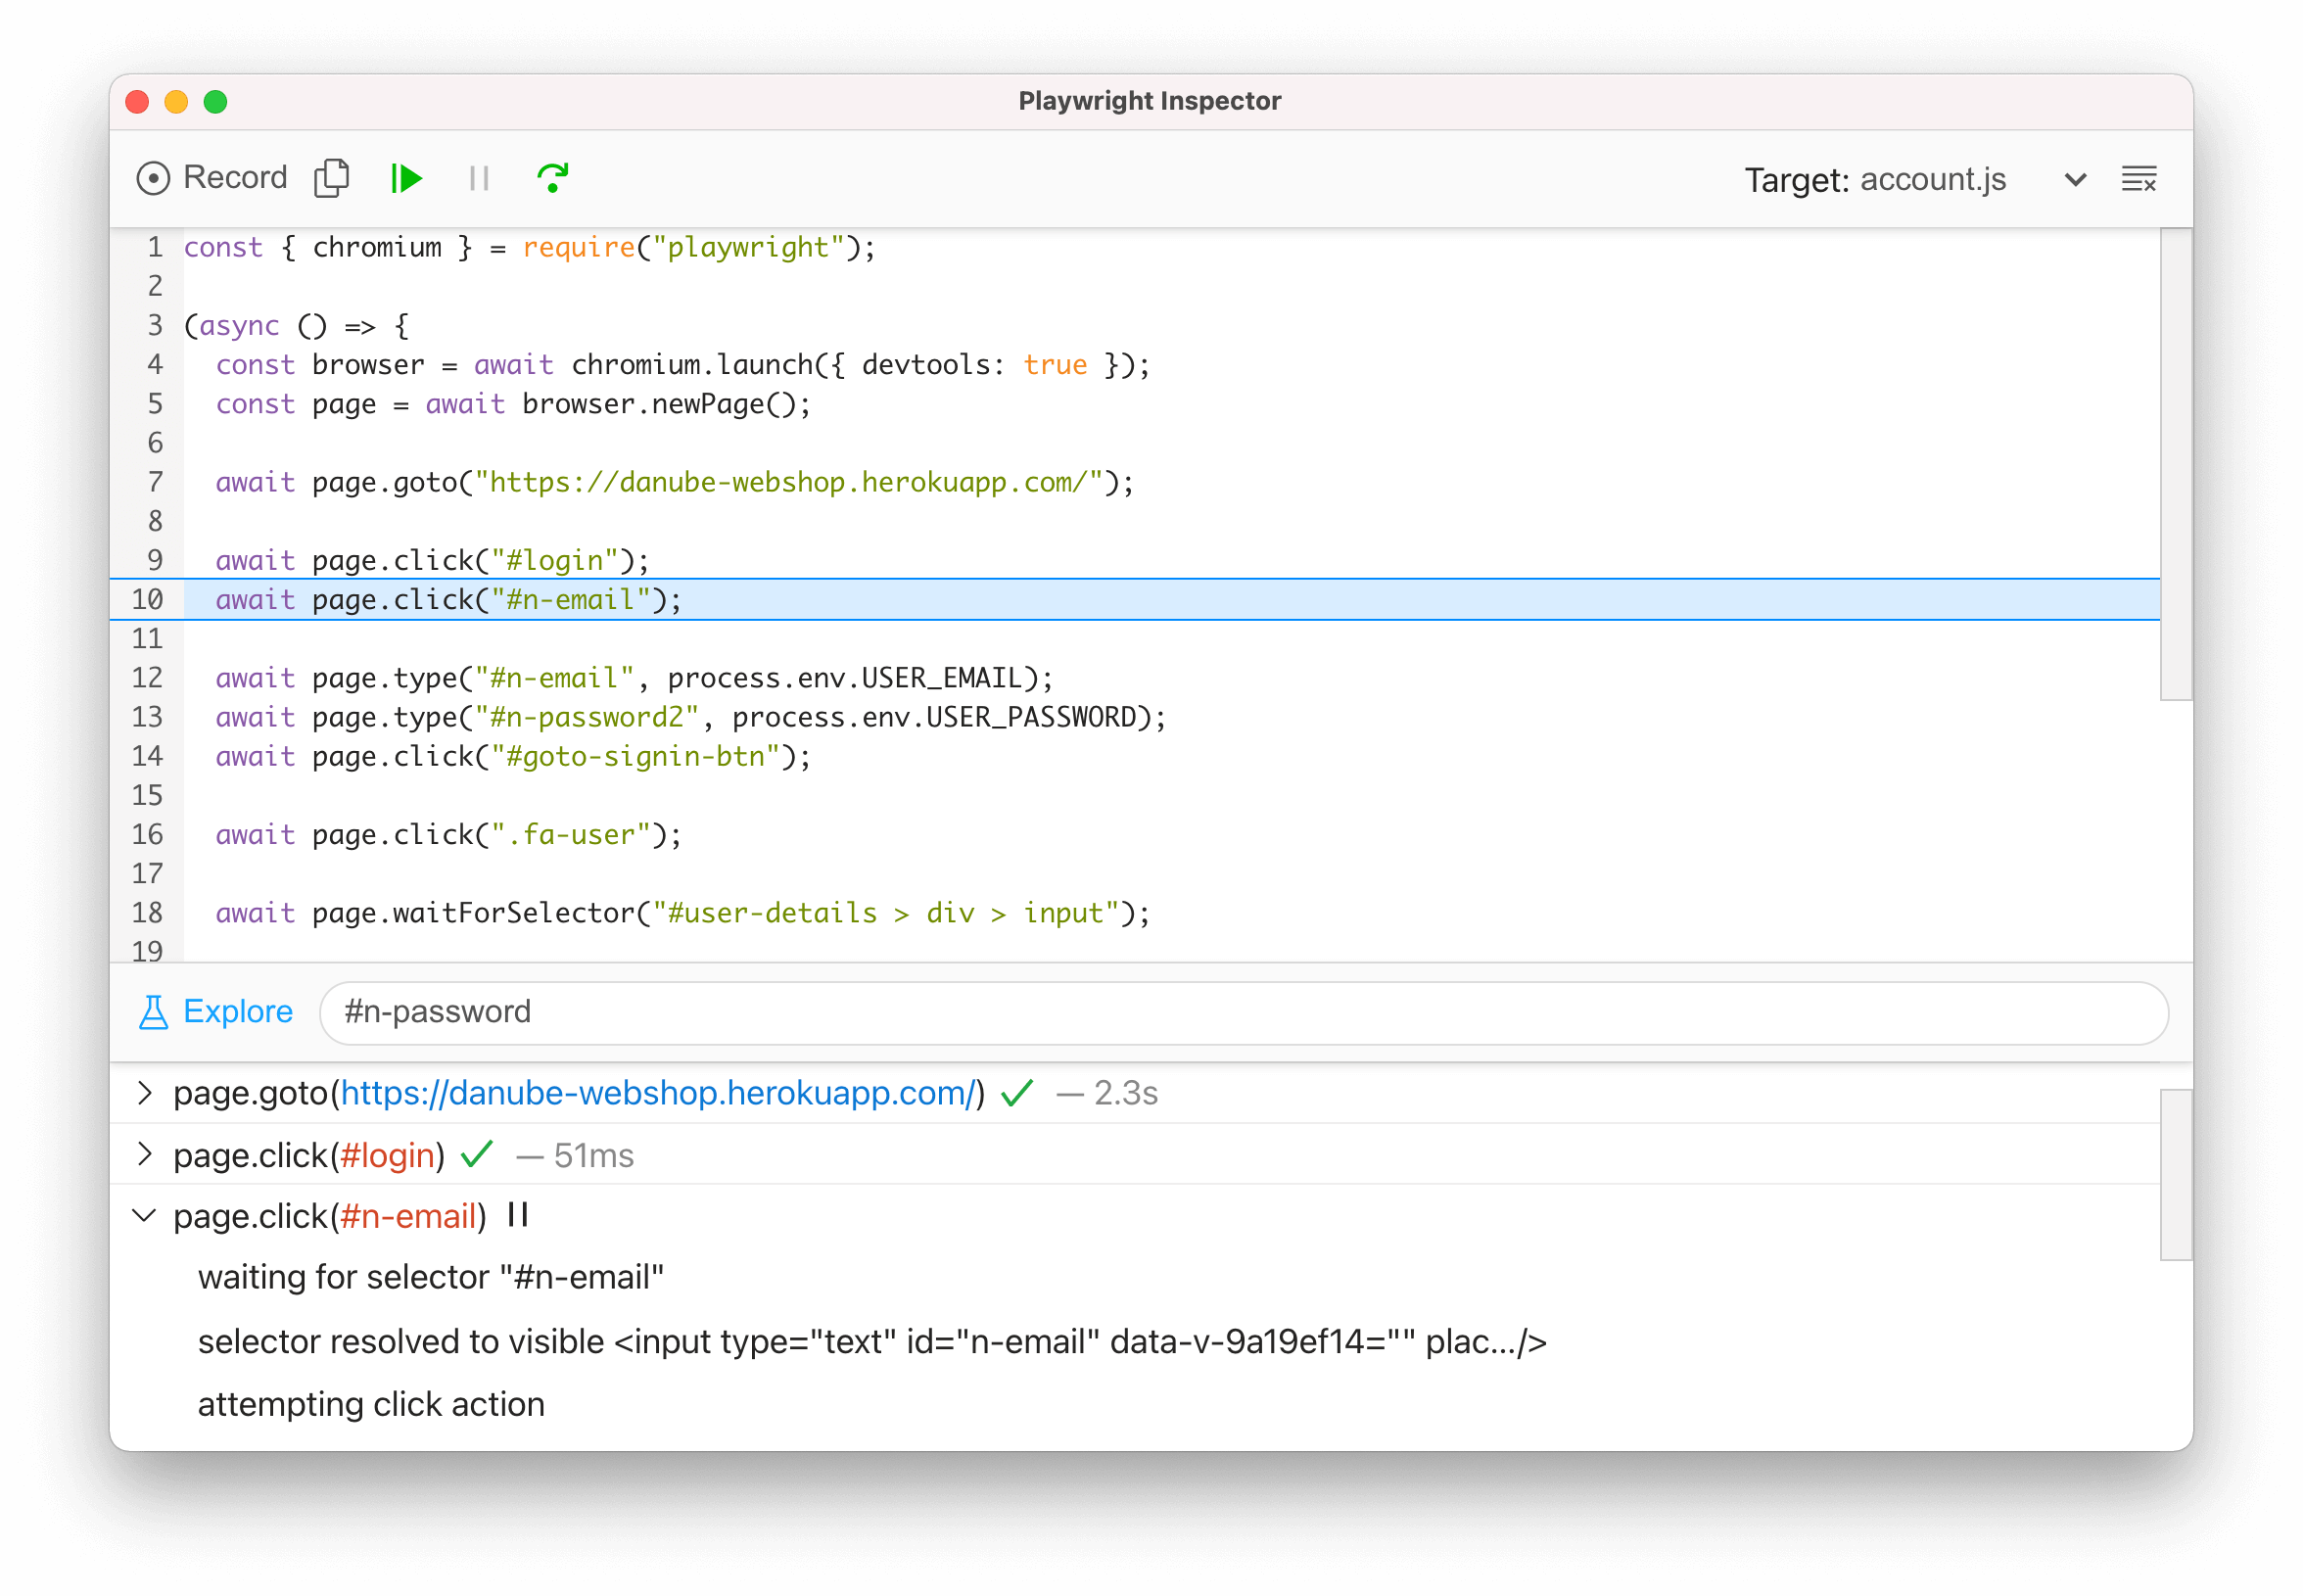 Playwright Inspector
Record
Target: account.js
1 const { chromium } = require("playwright");
2
3 (async () => {
4   const browser = await chromium.launch({ devtools: true });
5   const page = await browser.newPage();
6
7   await page.goto("https://danube-webshop.herokuapp.com/");
8
9   await page.click("#login");
10   await page.click("#n-email");
11
12   await page.type("#n-email", process.env.USER_EMAIL);
13   await page.type("#n-password2", process.env.USER_PASSWORD);
14   await page.click("#goto-signin-btn");
15
16   await page.click(".fa-user");
17
18   await page.waitForSelector("#user-details > div > input");
19
Explore #n-password
page.goto(https://danube-webshop.herokuapp.com/) — 2.3s
page.click(#login) — 51ms
page.click(#n-email)
waiting for selector "#n-email"
selector resolved to visible <input type="text" id="n-email" data-v-9a19ef14="" plac.../>
attempting click action